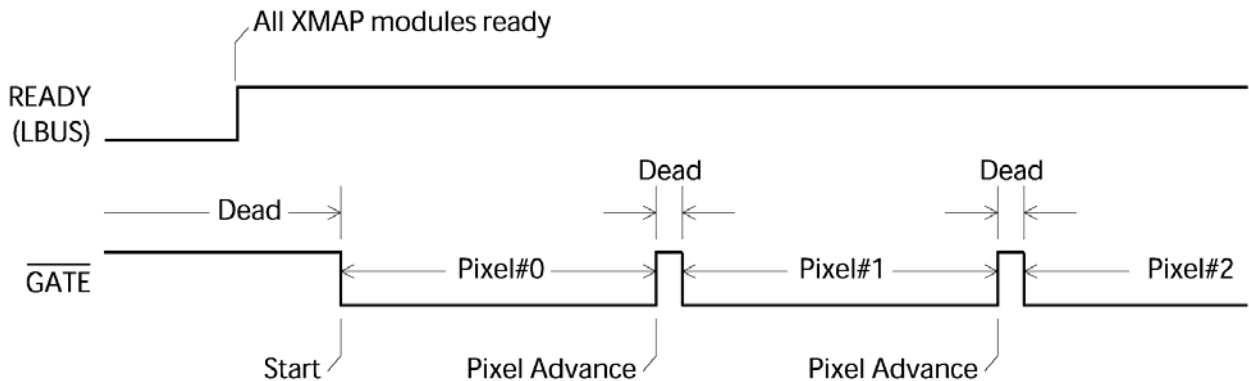 All XMAP modules ready
READY
(LBUS)
Dead
Dead
Dead
GATE
Pixel#0
Pixel#1
Pixel#2
Start
Pixel Advance
Pixel Advance